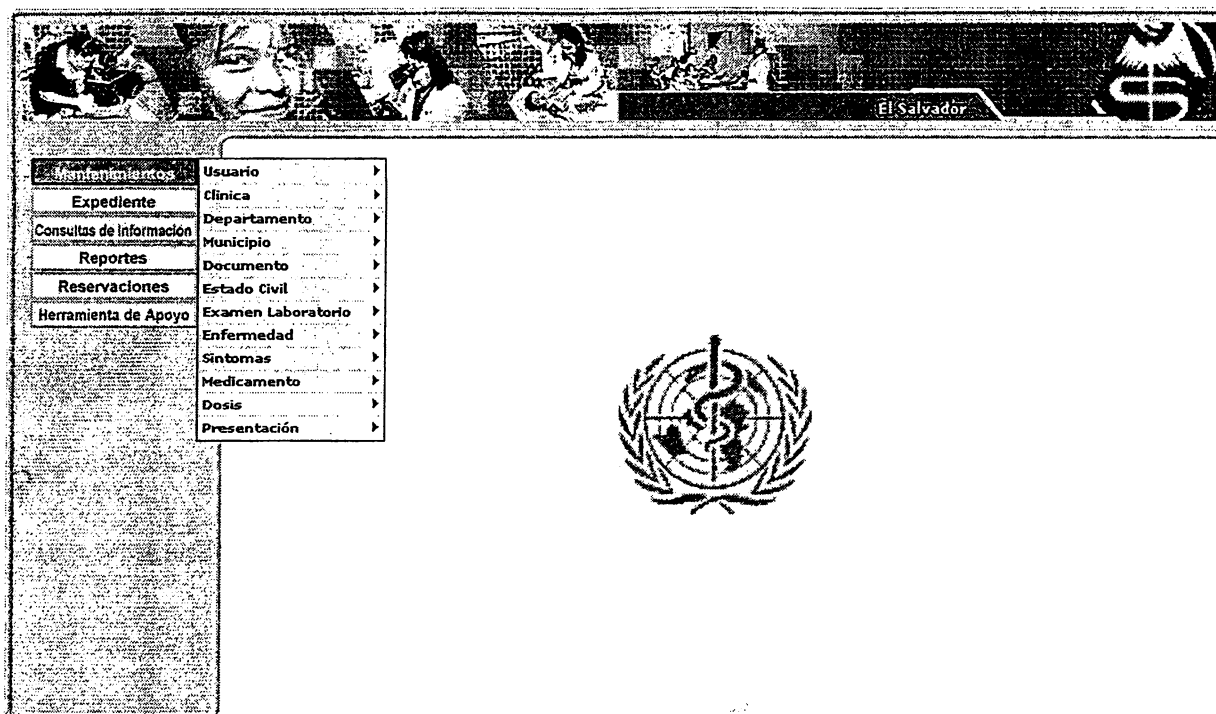 El Salvador
Mantenimientos
Expediente
Consultas de Información
Reportes
Reservaciones
Herramienta de Apoyo
Usuario
Clinica
Departamento
Municipio
Documento
Estado Civil
Examen Laboratorio
Enfermedad
Sintomas
Medicamento
Dosis
Presentación